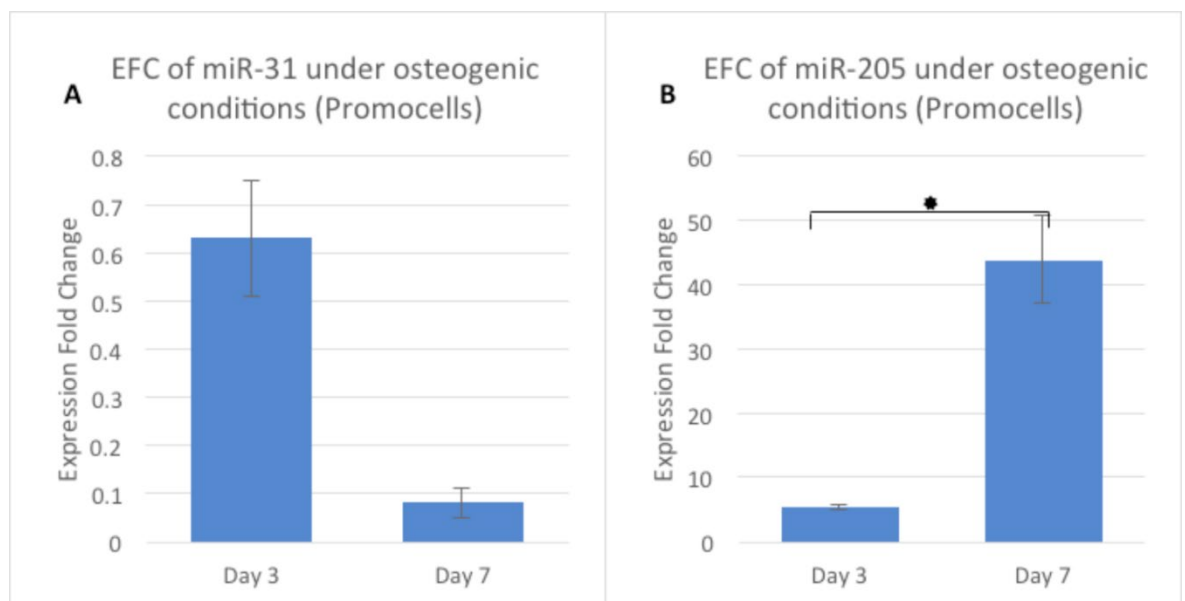 A
EFC of miR-31 under osteogenic
conditions (Promocells)
Expression Fold Change
0.8
0.7
0.6
0.5
0.4
0.3
0.2
0.1
0
Day 3 Day 7
B
EFC of miR-205 under osteogenic
conditions (Promocells)
Expression Fold Change
60
50
40
30
20
10
0
*
Day 3 Day 7